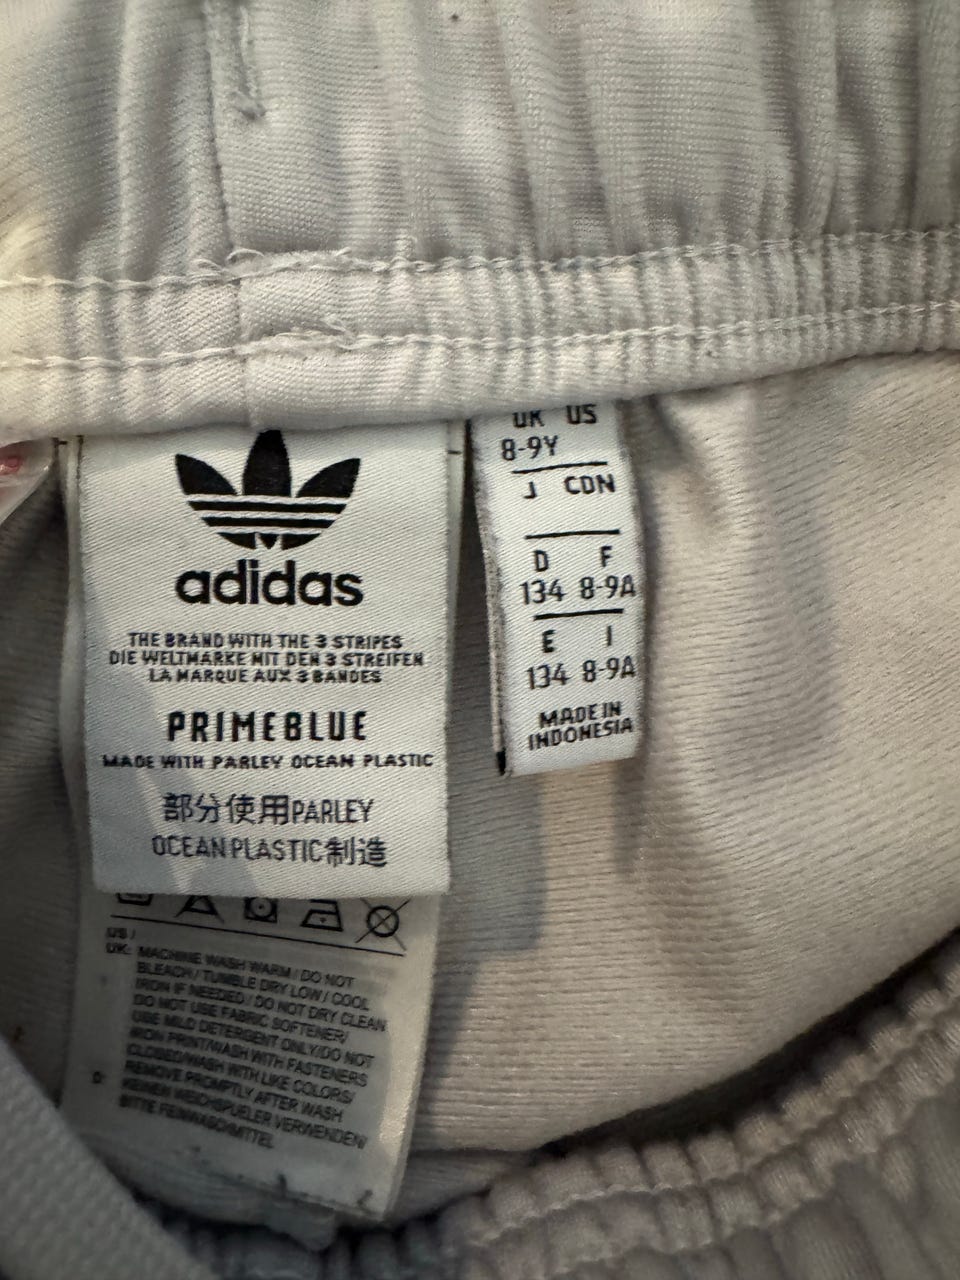 adidas
THE BRAND WITH THE 3 STRIPES
DIE WELTMARKE MIT DEN 3 STREIFEN
LA MARQUE AUX 3 BANDES
PRIMEBLUE
MADE WITH PARLEY OCEAN PLASTIC
部分使用PARLEY
OCEAN PLASTIC制造
US /
UK: MACHINE WASH WARM / DO NOT
BLEACH / TUMBLE DRY LOW / COOL
IRON IF NEEDED / DO NOT DRY CLEAN
DO NOT USE FABRIC SOFTENER/
USE MILD DETERGENT ONLY/DO NOT
IRON PRINT/WASH WITH FASTENERS
CLOSED/WASH WITH LIKE COLORS/
REMOVE PROMPTLY AFTER WASH
D: KEINEN WEICHSPUELER VERWENDEN/
BITTE FEINWASCHMITTEL
UK US
8-9Y
J CDN
D F
134 8-9A
E I
134 8-9A
MADE IN
INDONESIA